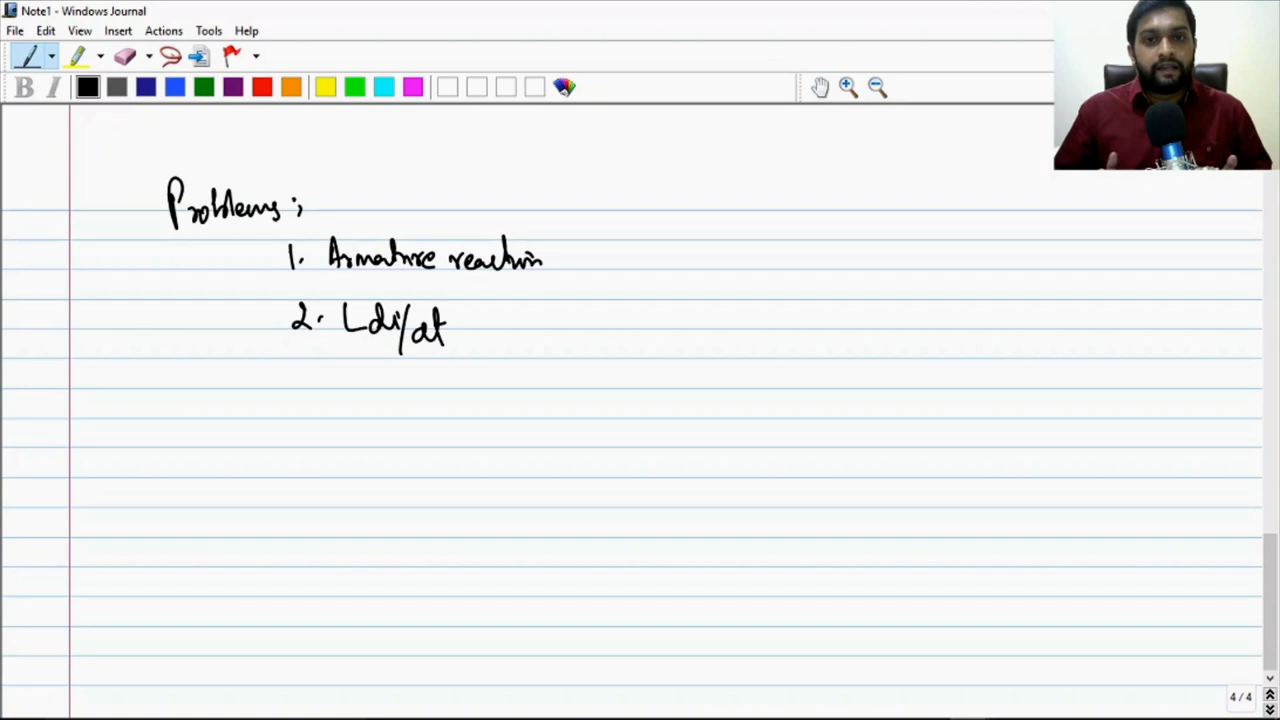 Note1 - Windows Journal
File Edit View Insert Actions Tools Help
B I
Problems:
1. Armature reaction
2. Ldi/dt
4 / 4